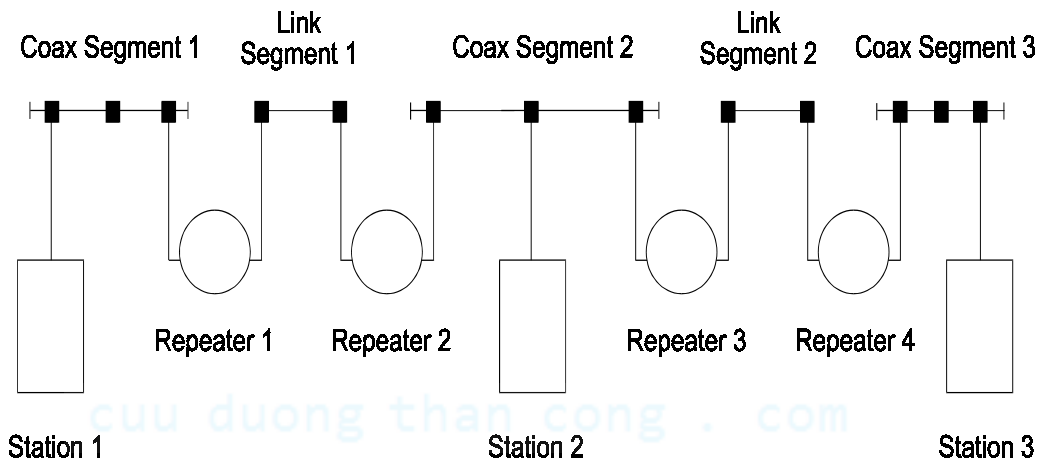 Coax Segment 1
Link
Segment 1
Coax Segment 2
Link
Segment 2
Coax Segment 3
Repeater 1
Repeater 2
Repeater 3
Repeater 4
cuu duong than cong . com
Station 1
Station 2
Station 3